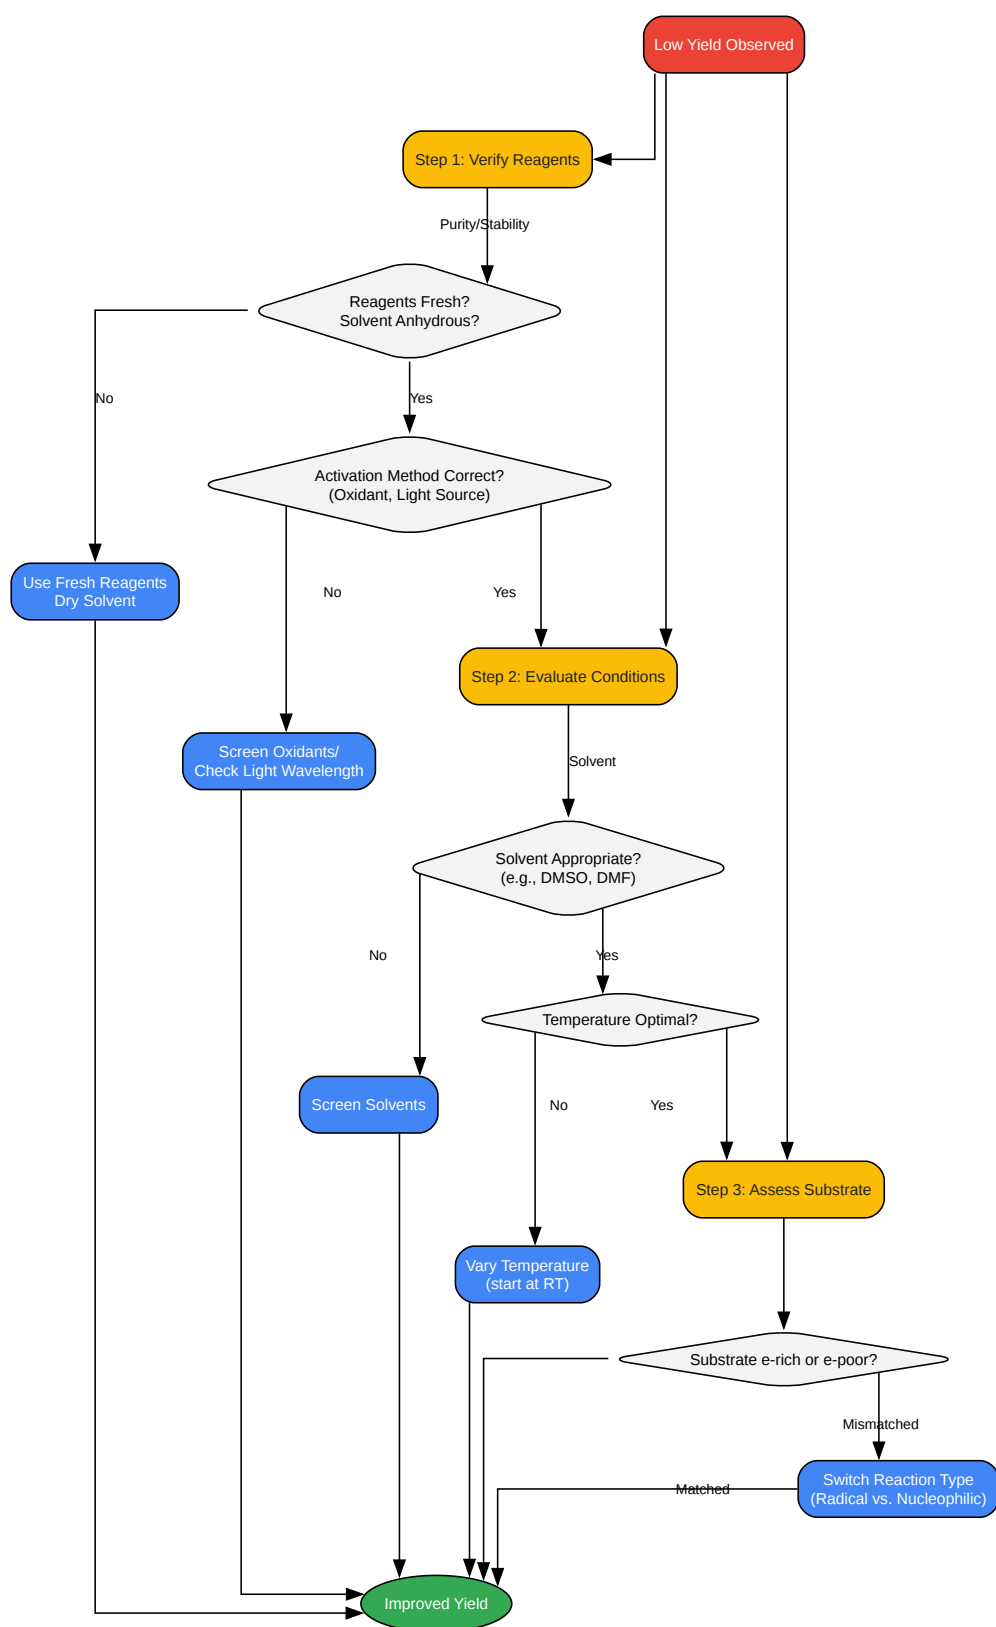 Low Yield Observed
Step 1: Verify Reagents
Purity/Stability
Reagents Fresh?
Solvent Anhydrous?
No
Yes
Activation Method Correct?
(Oxidant, Light Source)
Use Fresh Reagents
Dry Solvent
No
Yes
Step 2: Evaluate Conditions
Screen Oxidants/
Check Light Wavelength
Solvent
Solvent Appropriate?
(e.g., DMSO, DMF)
No
Yes
Temperature Optimal?
Screen Solvents
No
Yes
Step 3: Assess Substrate
Vary Temperature
(start at RT)
Substrate e-rich or e-poor?
Mismatched
Switch Reaction Type
(Radical vs. Nucleophilic)
Matched
Improved Yield